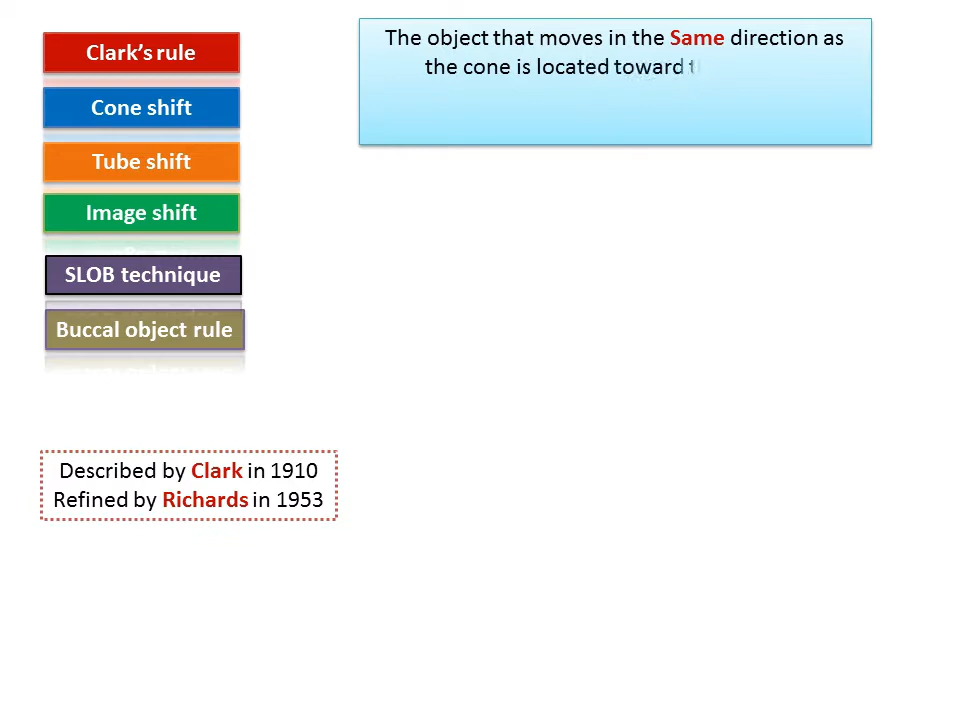 Clark's rule
Cone shift
Tube shift
Image shift
SLOB technique
Buccal object rule
The object that moves in the Same direction as
the cone is located toward
Described by Clark in 1910
Refined by Richards in 1953